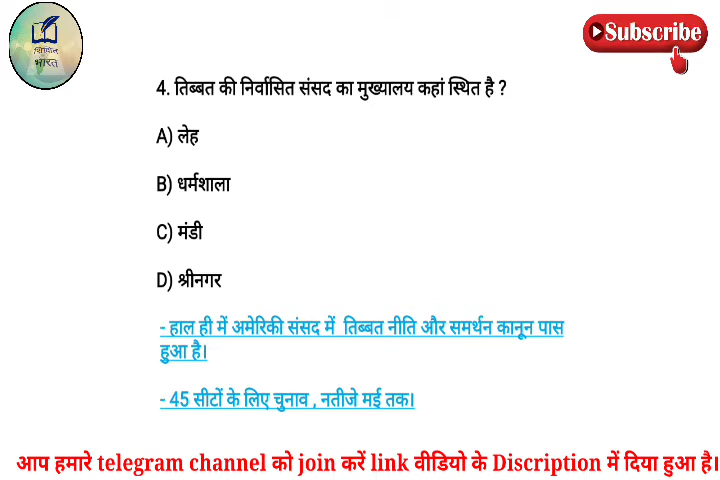 शिक्षित
भारत
Subscribe
4. तिब्बत की निर्वासित संसद का मुख्यालय कहां स्थित है ?
A) लेह
B) धर्मशाला
C) मंडी
D) श्रीनगर
- हाल ही में अमेरिकी संसद में तिब्बत नीति और समर्थन कानून पास
हुआ है।
- 45 सीटों के लिए चुनाव , नतीजे मई तक।
आप हमारे telegram channel को join करें link वीडियो के Discription में दिया हुआ है।